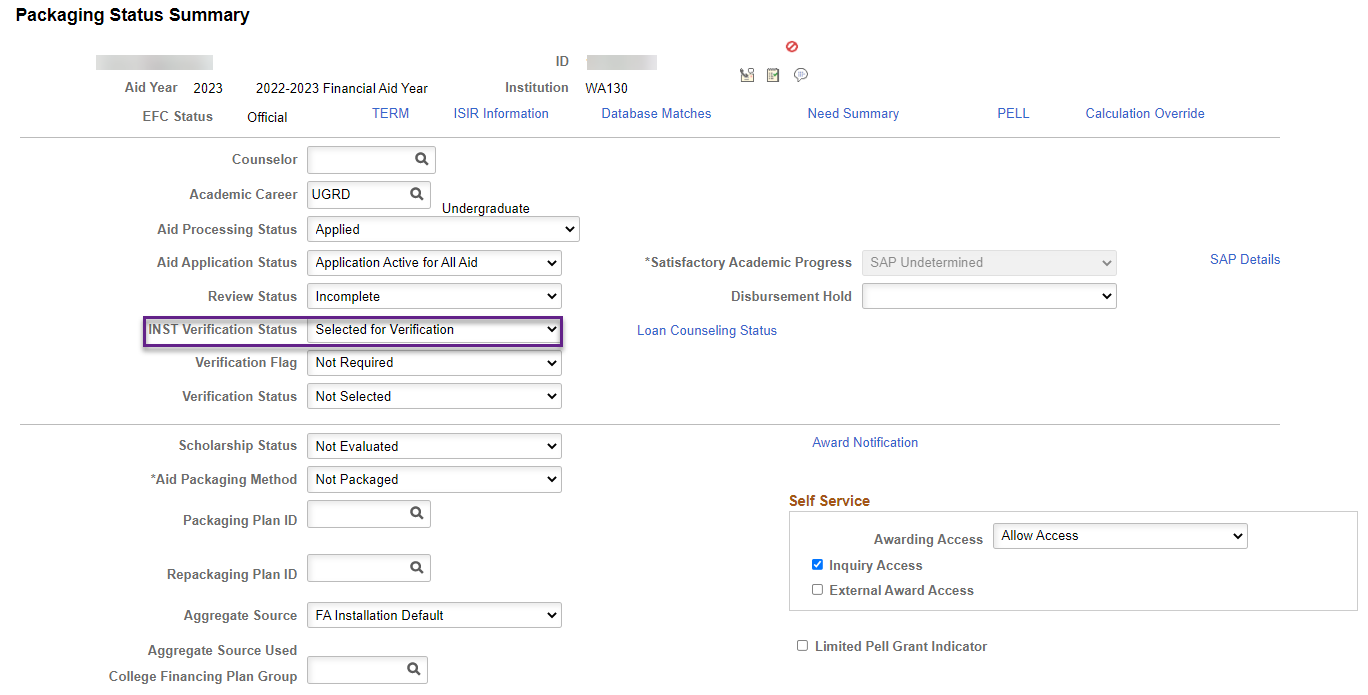 Packaging Status Summary
ID
Aid Year 2023 2022-2023 Financial Aid Year Institution WA130
EFC Status Official TERM ISIR Information Database Matches Need Summary PELL Calculation Override
Counselor
Academic Career UGRD Undergraduate
Aid Processing Status Applied
Aid Application Status Application Active for All Aid *Satisfactory Academic Progress SAP Undetermined SAP Details
Review Status Incomplete Disbursement Hold
INST Verification Status Selected for Verification Loan Counseling Status
Verification Flag Not Required
Verification Status Not Selected
Scholarship Status Not Evaluated Award Notification
*Aid Packaging Method Not Packaged
Packaging Plan ID
Repackaging Plan ID
Aggregate Source FA Installation Default
Aggregate Source Used
College Financing Plan Group
Self Service
Awarding Access Allow Access
Inquiry Access
External Award Access
Limited Pell Grant Indicator